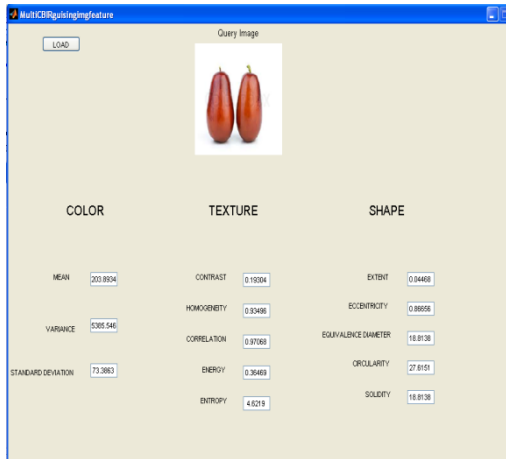 MultiCBIRguisingimgfeature
LOAD
Query Image
COLOR TEXTURE SHAPE
MEAN 203.8934 CONTRAST 0.19304 EXTENT 0.04468
HOMOGENEITY 0.93496 ECCENTRICITY 0.86656
VARIANCE 5385.546 CORRELATION 0.97068 EQUIVALENCE DIAMETER 18.8138
STANDARD DEVIATION 73.3863 ENERGY 0.36469 CIRCULARITY 27.6151
ENTROPY 4.6219 SOLIDITY 18.8138